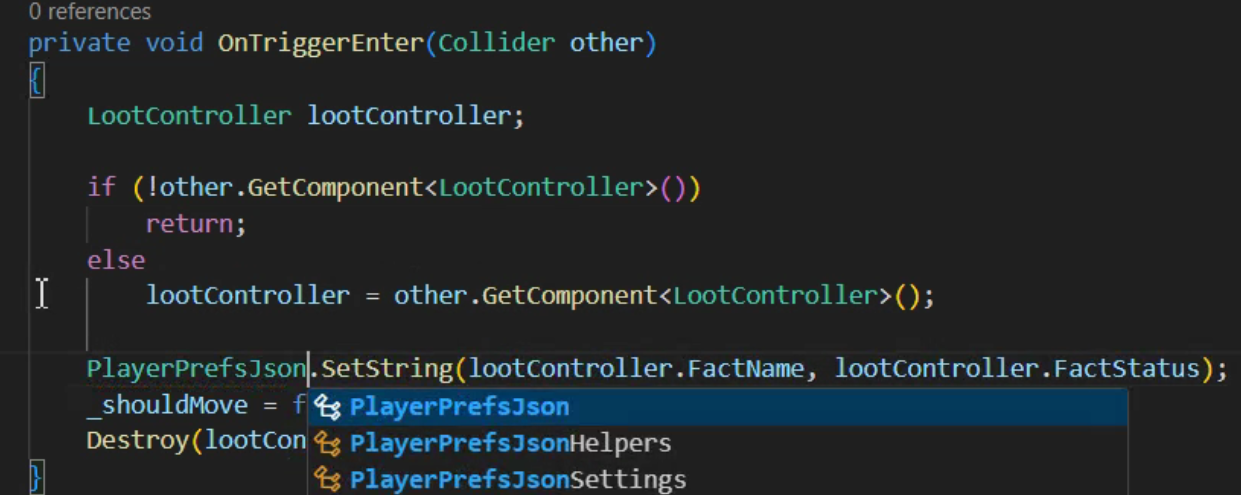 0 references
private void OnTriggerEnter(Collider other)
{
LootController lootController;
if (!other.GetComponent<LootController>())
return;
else
lootController = other.GetComponent<LootController>();
PlayerPrefsJson.SetString(lootController.FactName, lootController.FactStatus);
_shouldMove = f
PlayerPrefsJson
Destroy(lootCon
PlayerPrefsJsonHelpers
PlayerPrefsJsonSettings
}